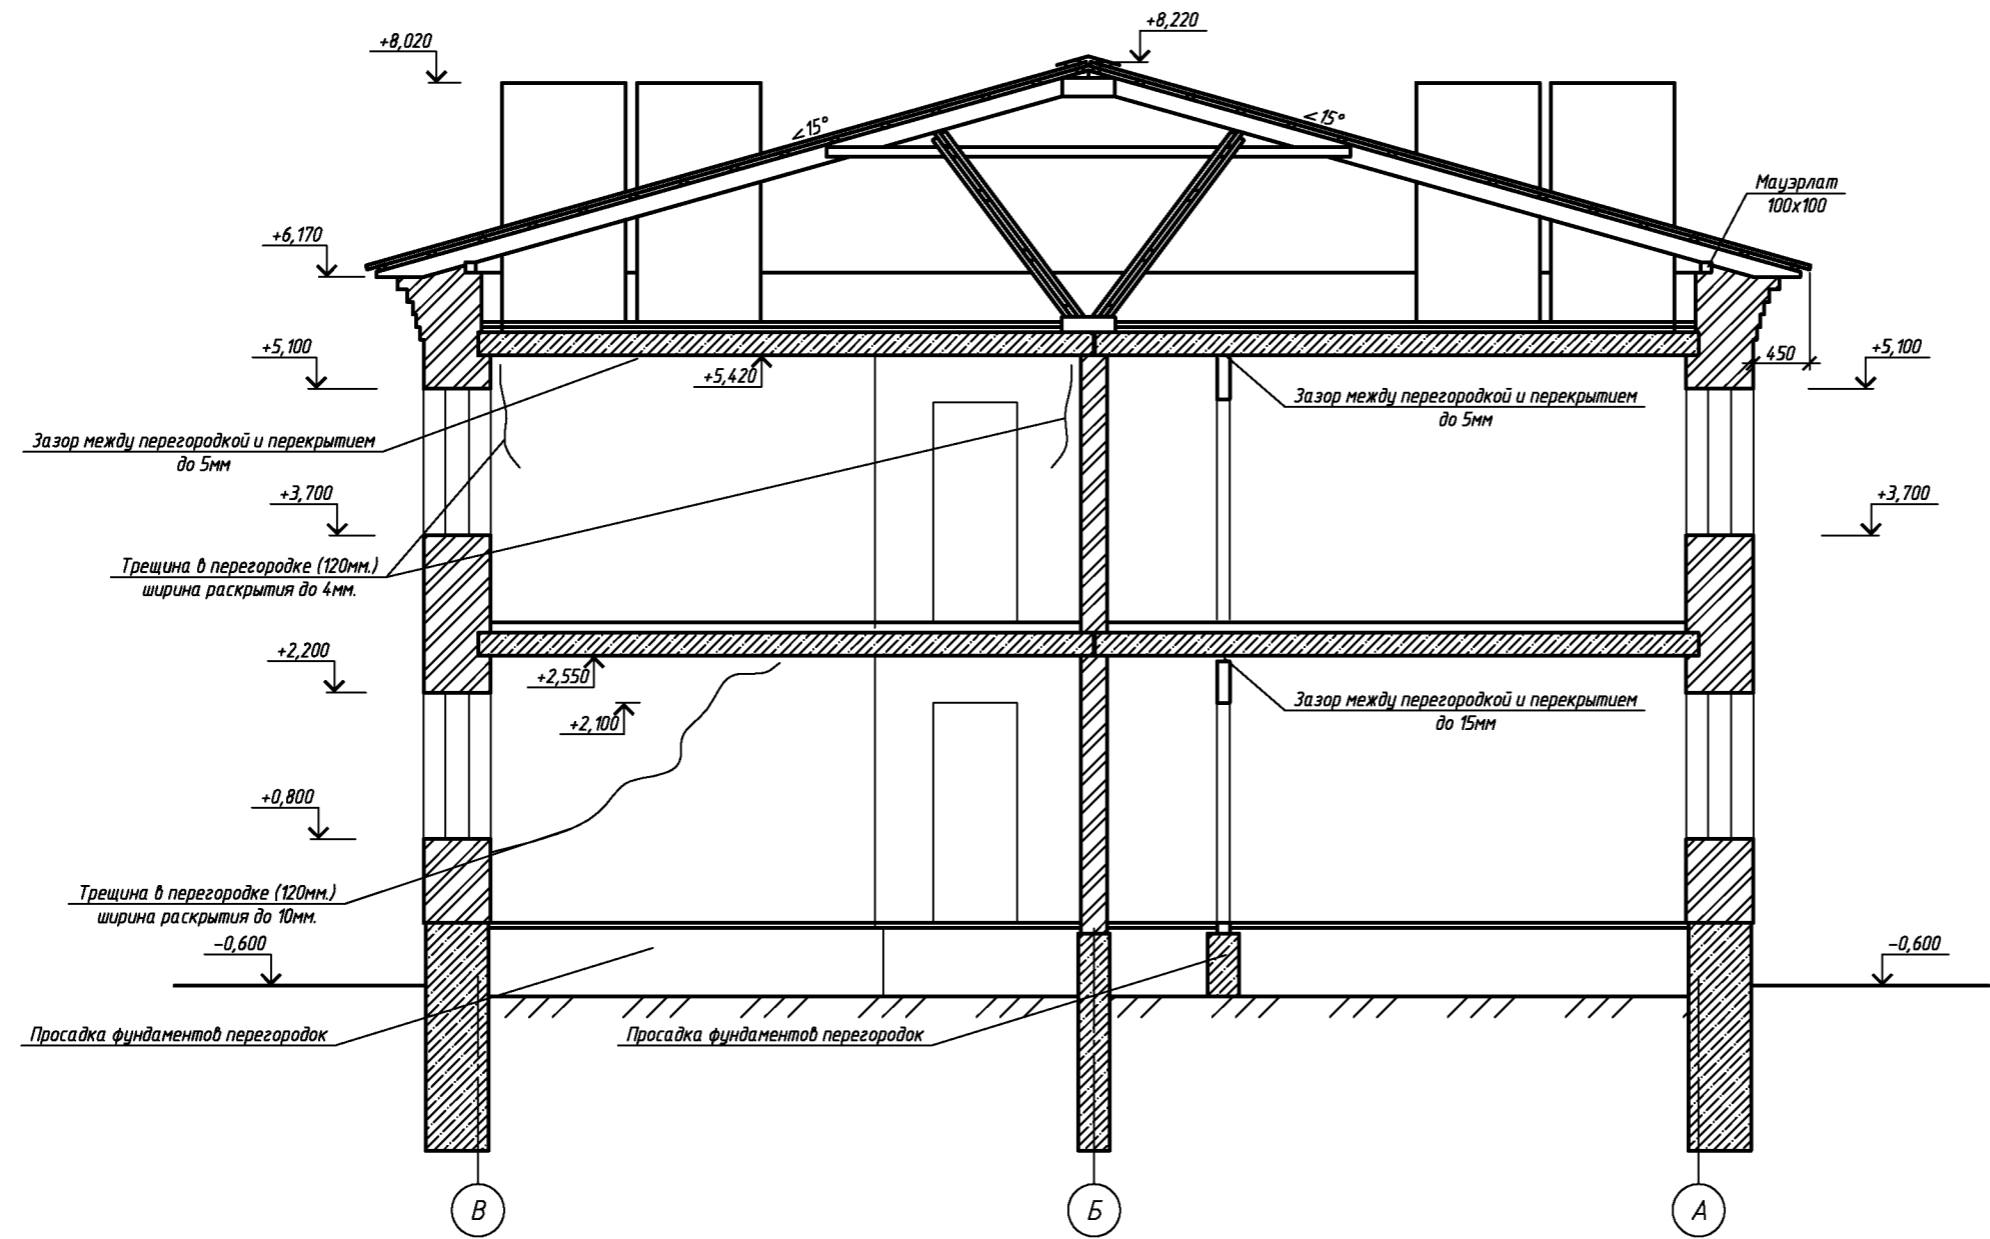 +8,220
+8,020
<15°
<15°
Мауэрлат
100х100
+6,170
+5,100
+5,420
450
+5,100
Зазор между перегородкой и перекрытием
до 5мм
Зазор между перегородкой и перекрытием
до 5мм
+3,700
+3,700
Трещина в перегородке (120мм.)
ширина раскрытия до 4мм.
+2,200
+2,550
+2,100
Зазор между перегородкой и перекрытием
до 15мм
+0,800
Трещина в перегородке (120мм.)
ширина раскрытия до 10мм.
-0,600
-0,600
Просадка фундаментов перегородок
Просадка фундаментов перегородок
В
Б
А